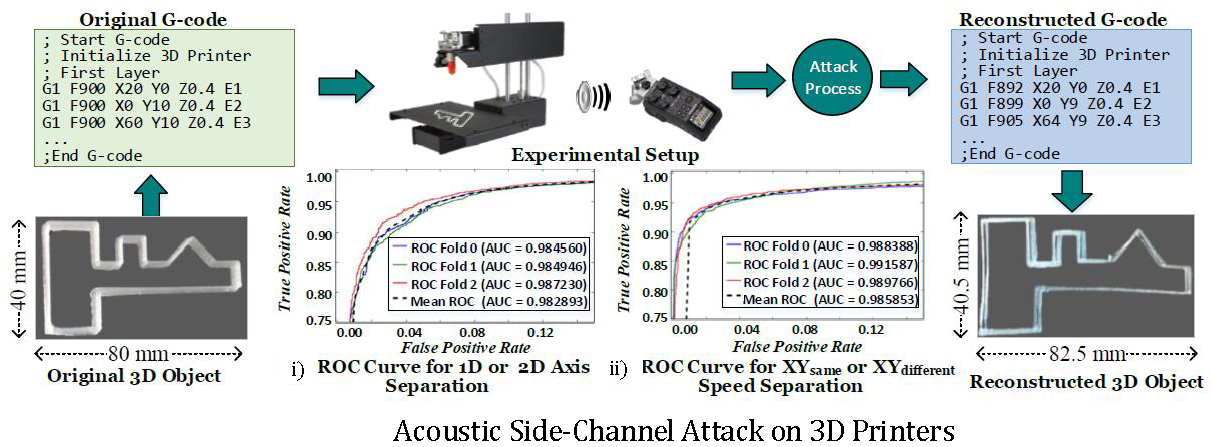 Original G-code
; Start G-code
; Initialize 3D Printer
; First Layer
G1 F900 X20 Y0 Z0.4 E1
G1 F900 X0 Y10 Z0.4 E2
G1 F900 X60 Y10 Z0.4 E3
...
;End G-code
40 mm
80 mm
Original 3D Object
Experimental Setup
Attack
Process
Reconstructed G-code
; Start G-code
; Initialize 3D Printer
; First Layer
G1 F892 X20 Y0 Z0.4 E1
G1 F899 X0 Y9 Z0.4 E2
G1 F905 X64 Y9 Z0.4 E3
...
;End G-code
40.5 mm
82.5 mm
Reconstructed 3D Object
True Positive Rate
1.00
0.95
0.90
0.85
0.80
0.75
ROC Fold 0 (AUC = 0.984560)
ROC Fold 1 (AUC = 0.984946)
ROC Fold 2 (AUC = 0.987230)
Mean ROC (AUC = 0.982893)
0.00 0.04 0.08 0.12
False Positive Rate
i) ROC Curve for 1D or 2D Axis
Separation
True Positive Rate
1.00
0.95
0.90
0.85
0.80
0.75
ROC Fold 0 (AUC = 0.988388)
ROC Fold 1 (AUC = 0.991587)
ROC Fold 2 (AUC = 0.989766)
Mean ROC (AUC = 0.985853)
0.00 0.04 0.08 0.12
False Positive Rate
ii) ROC Curve for XYsame or XYdifferent
Speed Separation
Acoustic Side-Channel Attack on 3D Printers